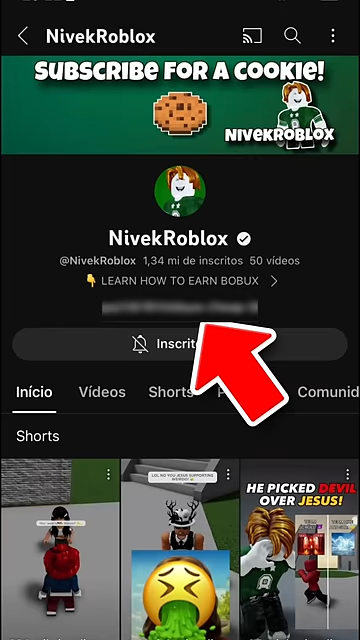 NivekRoblox
SUBSCRIBE FOR A COOKIE!
NIVEKROBLOX
NivekRoblox
@NivekRoblox 1,34 mi de inscritos 50 vídeos
👇 LEARN HOW TO EARN BOBUX
Inscrit
Início Vídeos Shorts Comunid
Shorts
LOL NO YOU JESUS SUPPORTING
WEIRDO!
HE PICKED DEVIL
OVER JESUS!